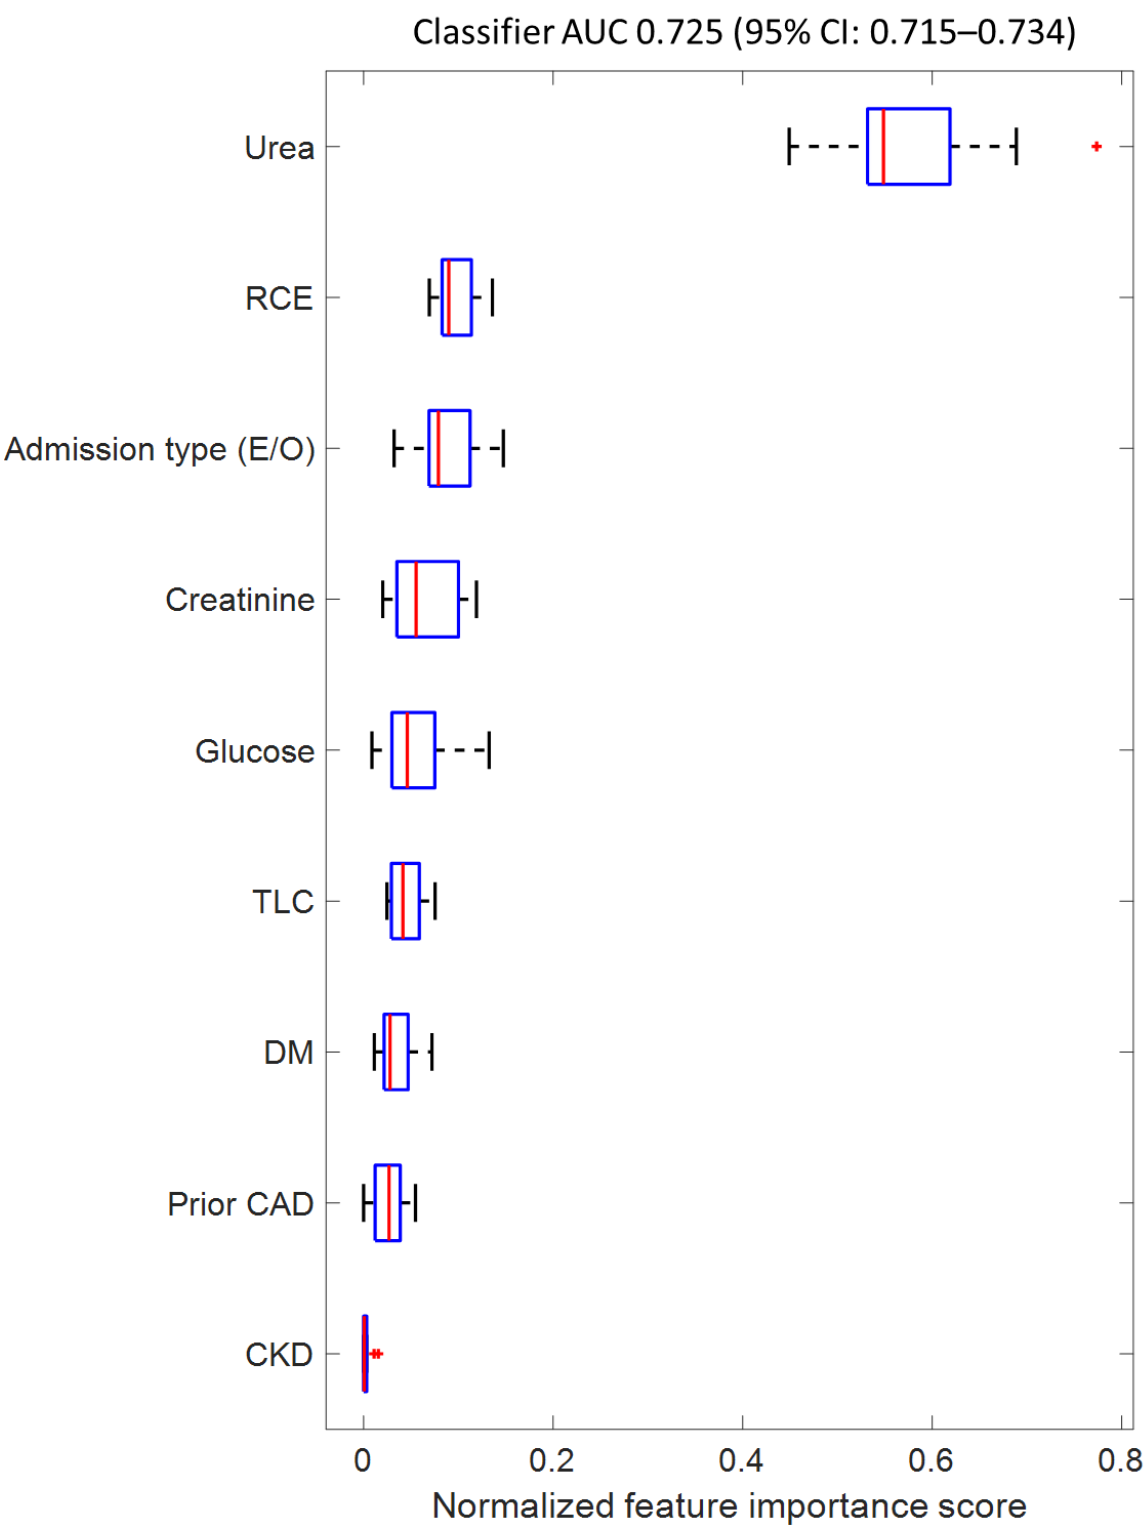 Classifier AUC 0.725 (95% CI: 0.715–0.734)
Urea
RCE
Admission type (E/O)
Creatinine
Glucose
TLC
DM
Prior CAD
CKD
0 0.2 0.4 0.6 0.8
Normalized feature importance score